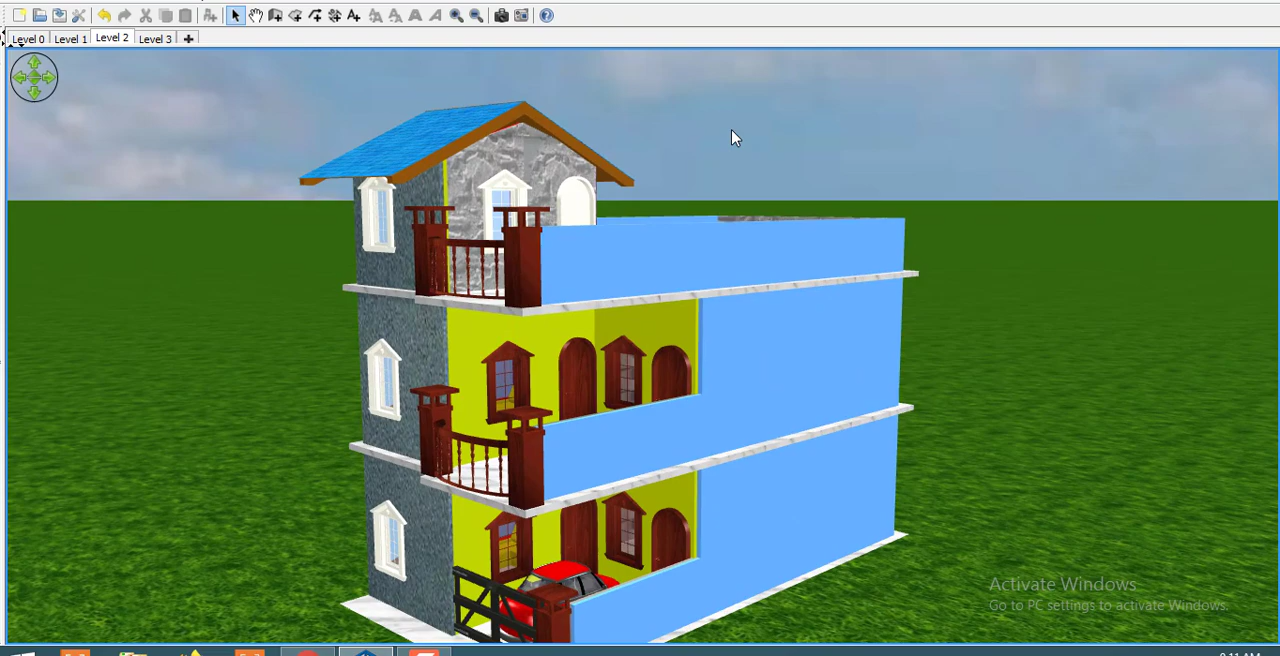 Level 0 Level 1 Level 2 Level 3
Activate Windows
Go to PC settings to activate Windows.